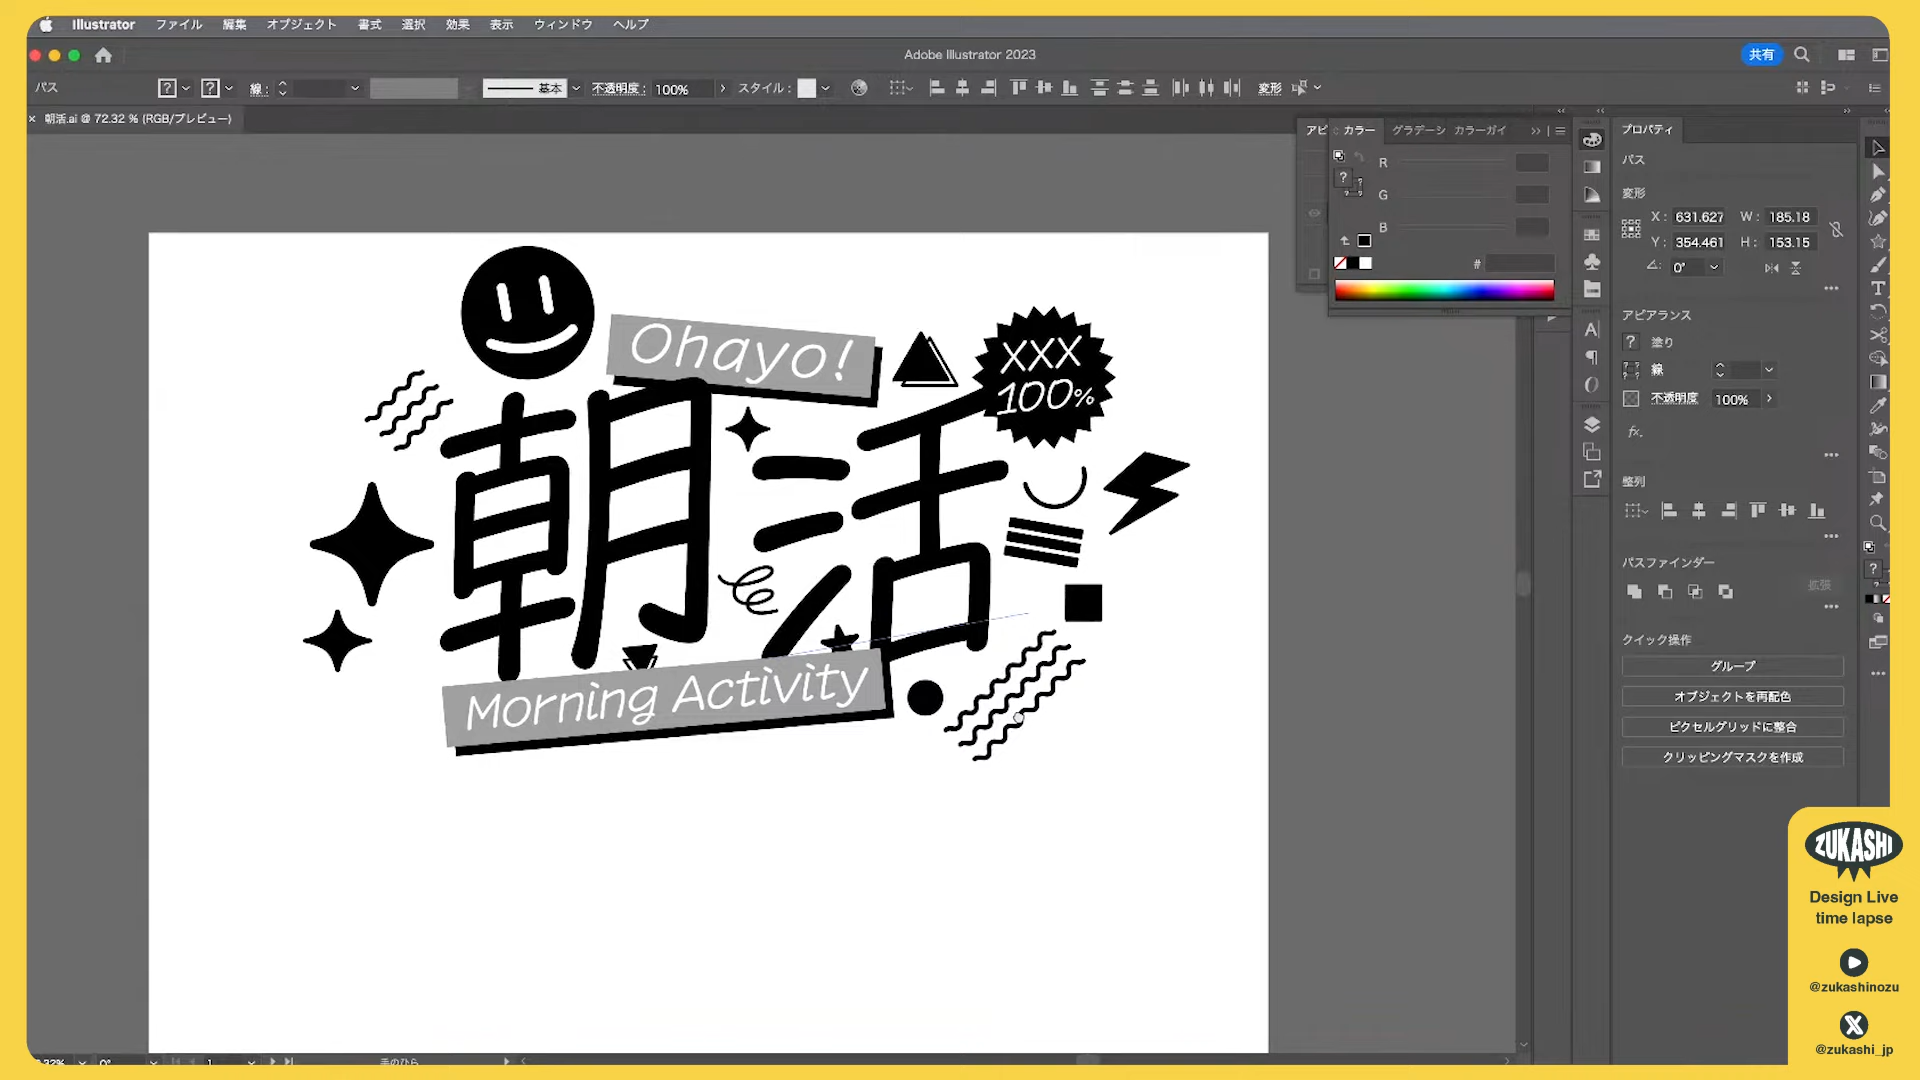 Illustrator ファイル 編集 オブジェクト 書式 選択 効果 表示 ウィンドウ ヘルプ
Adobe Illustrator 2023
共有
パス
線 :
基本
不透明度 : 100%
スタイル :
変形
朝活.ai @ 72.32 % (RGB/プレビュー)
アピ カラー グラデーシ カラーガイ
R
G
B
#
プロパティ
パス
変形
X : 631.627 W : 185.18
Y : 354.461 H : 153.15
0°
アピアランス
塗り
線
不透明度 100%
fx.
整列
パスファインダー
拡張
クイック操作
グループ
オブジェクトを再配色
ピクセルグリッドに整合
クリッピングマスクを作成
Ohayo!
XXX
100%
朝活
Morning Activity
手のひら
ZUKASHI
Design Live
time lapse
@zukashinozu
@zukashi_jp